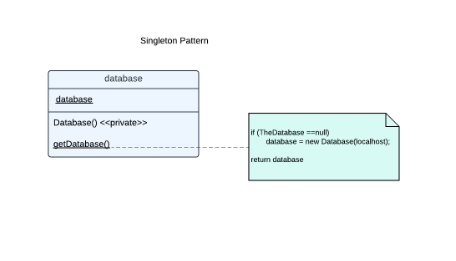 Singleton Pattern
database
database
Database() <<private>>
getDatabase()
if (TheDatabase ==null)
database = new Database(localhost);
return database